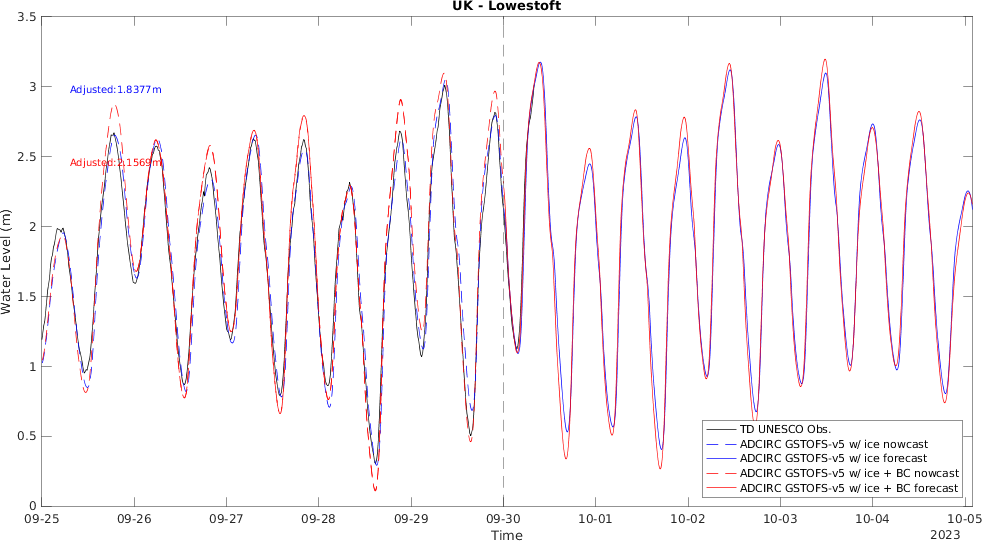 UK - Lowestoft
3.5
3
2.5
2
1.5
1
0.5
0
Water Level (m)
Adjusted:1.8377m
Adjusted:2.1569m
TD UNESCO Obs.
ADCIRC GSTOFS-v5 w/ ice nowcast
ADCIRC GSTOFS-v5 w/ ice forecast
ADCIRC GSTOFS-v5 w/ ice + BC nowcast
ADCIRC GSTOFS-v5 w/ ice + BC forecast
09-25 09-26 09-27 09-28 09-29 09-30 10-01 10-02 10-03 10-04 10-05
Time
2023